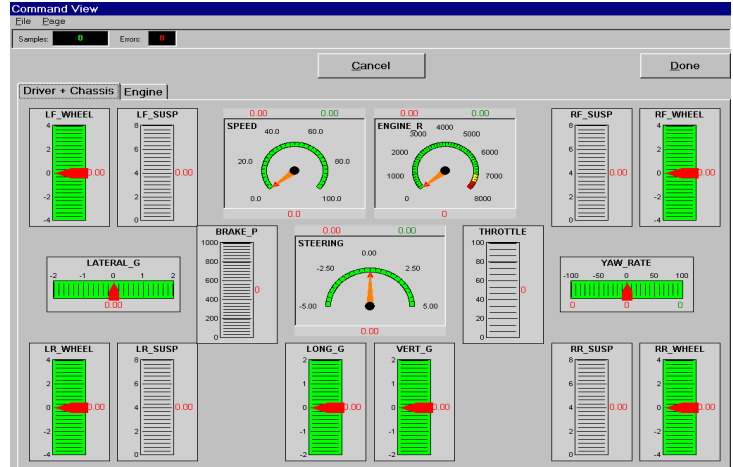 Command View
File Page
Samples: 0 Errors: 0
Cancel Done
Driver + Chassis Engine
LF_WHEEL
4
2
0
-2
-4
0.00
LF_SUSP
8
6
4
2
0
0.00
0.00 0.00
SPEED
0.0 20.0 40.0 60.0 80.0 100.0
0.0
0.00 0.00
ENGINE_R
0 1000 2000 3000 4000 5000 6000 7000 8000
0
RF_SUSP
8
6
4
2
0
0.00
RF_WHEEL
4
2
0
-2
-4
0.00
LATERAL_G
-2 -1 0 1 2
0.00
BRAKE_P
1000
800
600
400
200
0
0
0.00 0.00
STEERING
-5.00 -2.50 0.00 2.50 5.00
0.00
THROTTLE
100
80
60
40
20
0
0
YAW_RATE
-100 -50 0 50 100
0 0 0
LR_WHEEL
4
2
0
-2
-4
0.00
LR_SUSP
8
6
4
2
0
0.00
LONG_G
2
1
0
-1
-2
0.00
VERT_G
2
1
0
-1
-2
0.00
RR_SUSP
8
6
4
2
0
0.00
RR_WHEEL
4
2
0
-2
-4
0.00